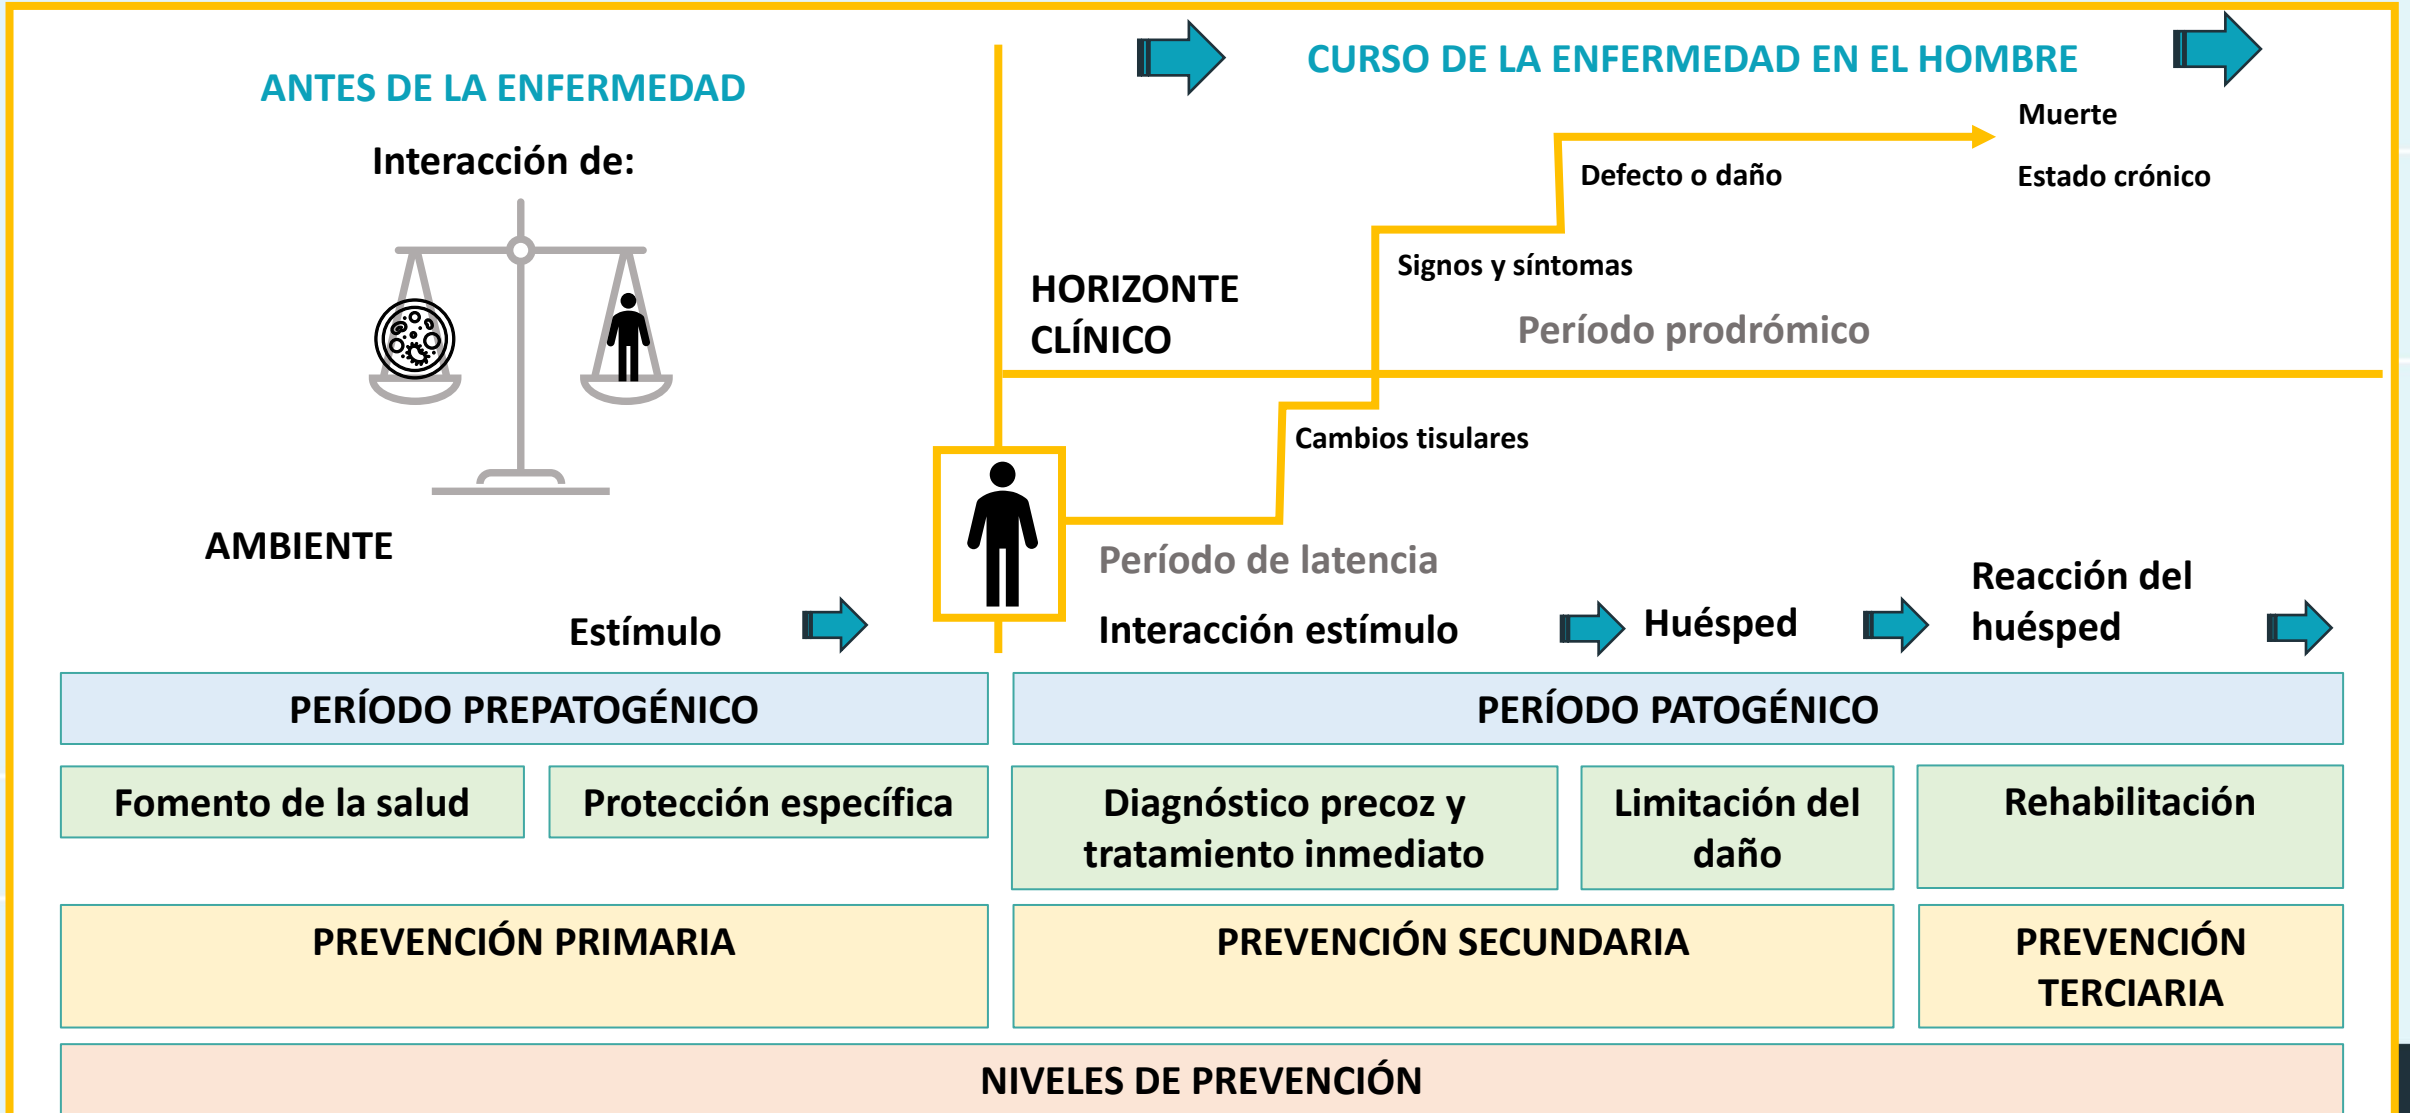 ANTES DE LA ENFERMEDAD
Interacción de:
AMBIENTE
Estímulo
CURSO DE LA ENFERMEDAD EN EL HOMBRE
Muerte
Estado crónico
Defecto o daño
Signos y síntomas
HORIZONTE
CLÍNICO
Período prodrómico
Cambios tisulares
Período de latencia
Interacción estímulo
Huésped
Reacción del
huésped
PERÍODO PREPATOGÉNICO
PERÍODO PATOGÉNICO
Fomento de la salud
Protección específica
Diagnóstico precoz y
tratamiento inmediato
Limitación del
daño
Rehabilitación
PREVENCIÓN PRIMARIA
PREVENCIÓN SECUNDARIA
PREVENCIÓN
TERCIARIA
NIVELES DE PREVENCIÓN